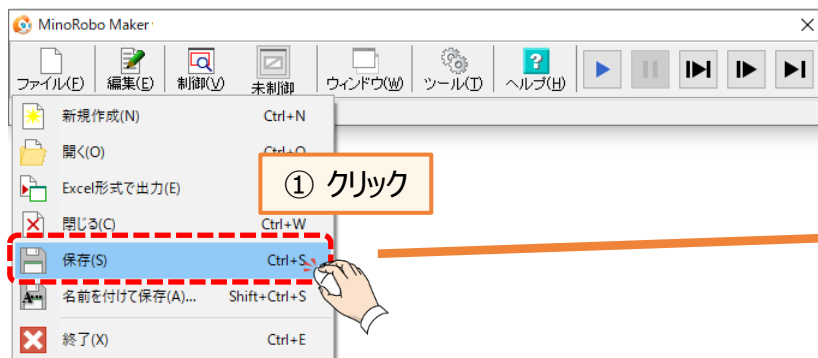 MinoRobo Maker
ファイル(F) 編集(E) 制御(V) 未制御 ウィンドウ(W) ツール(T) ヘルプ(H)
新規作成(N) Ctrl+N
開く(O) Ctrl+O
Excel形式で出力(E)
① クリック
閉じる(C) Ctrl+W
保存(S) Ctrl+S
名前を付けて保存(A)... Shift+Ctrl+S
終了(X) Ctrl+E